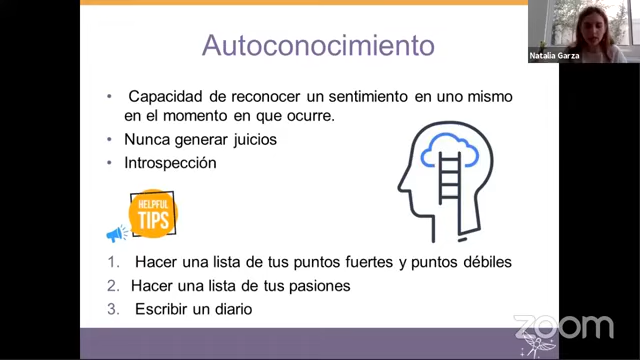 Autoconocimiento
Natalia Garza
• Capacidad de reconocer un sentimiento en uno mismo
en el momento en que ocurre.
• Nunca generar juicios
• Introspección
HELPFUL
TIPS
1. Hacer una lista de tus puntos fuertes y puntos débiles
2. Hacer una lista de tus pasiones
3. Escribir un diario
zoom